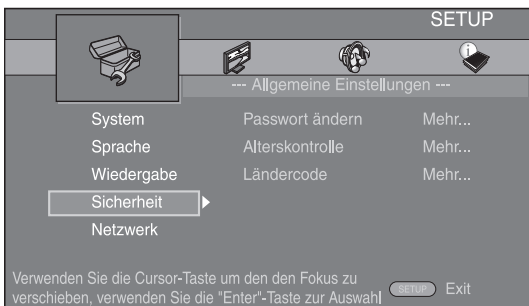 SETUP
--- Allgemeine Einstellungen ---
System
Passwort ändern Mehr...
Sprache
Alterskontrolle Mehr...
Wiedergabe
Ländercode Mehr...
Sicherheit
Netzwerk
Verwenden Sie die Cursor-Taste um den den Fokus zu
verschieben, verwenden Sie die "Enter"-Taste zur Auswahl
SETUP Exit